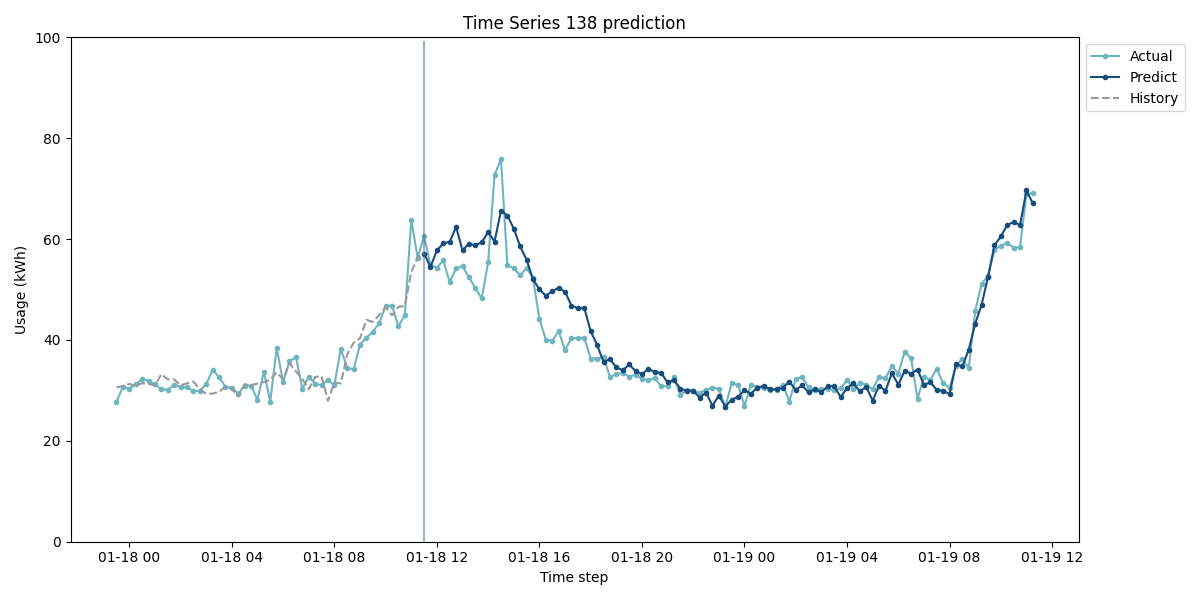 Time Series 138 prediction
100
80
60
40
20
0
Usage (kWh)
01-18 00
01-18 04
01-18 08
01-18 12
01-18 16
01-18 20
01-19 00
01-19 04
01-19 08
01-19 12
Time step
Actual
Predict
History